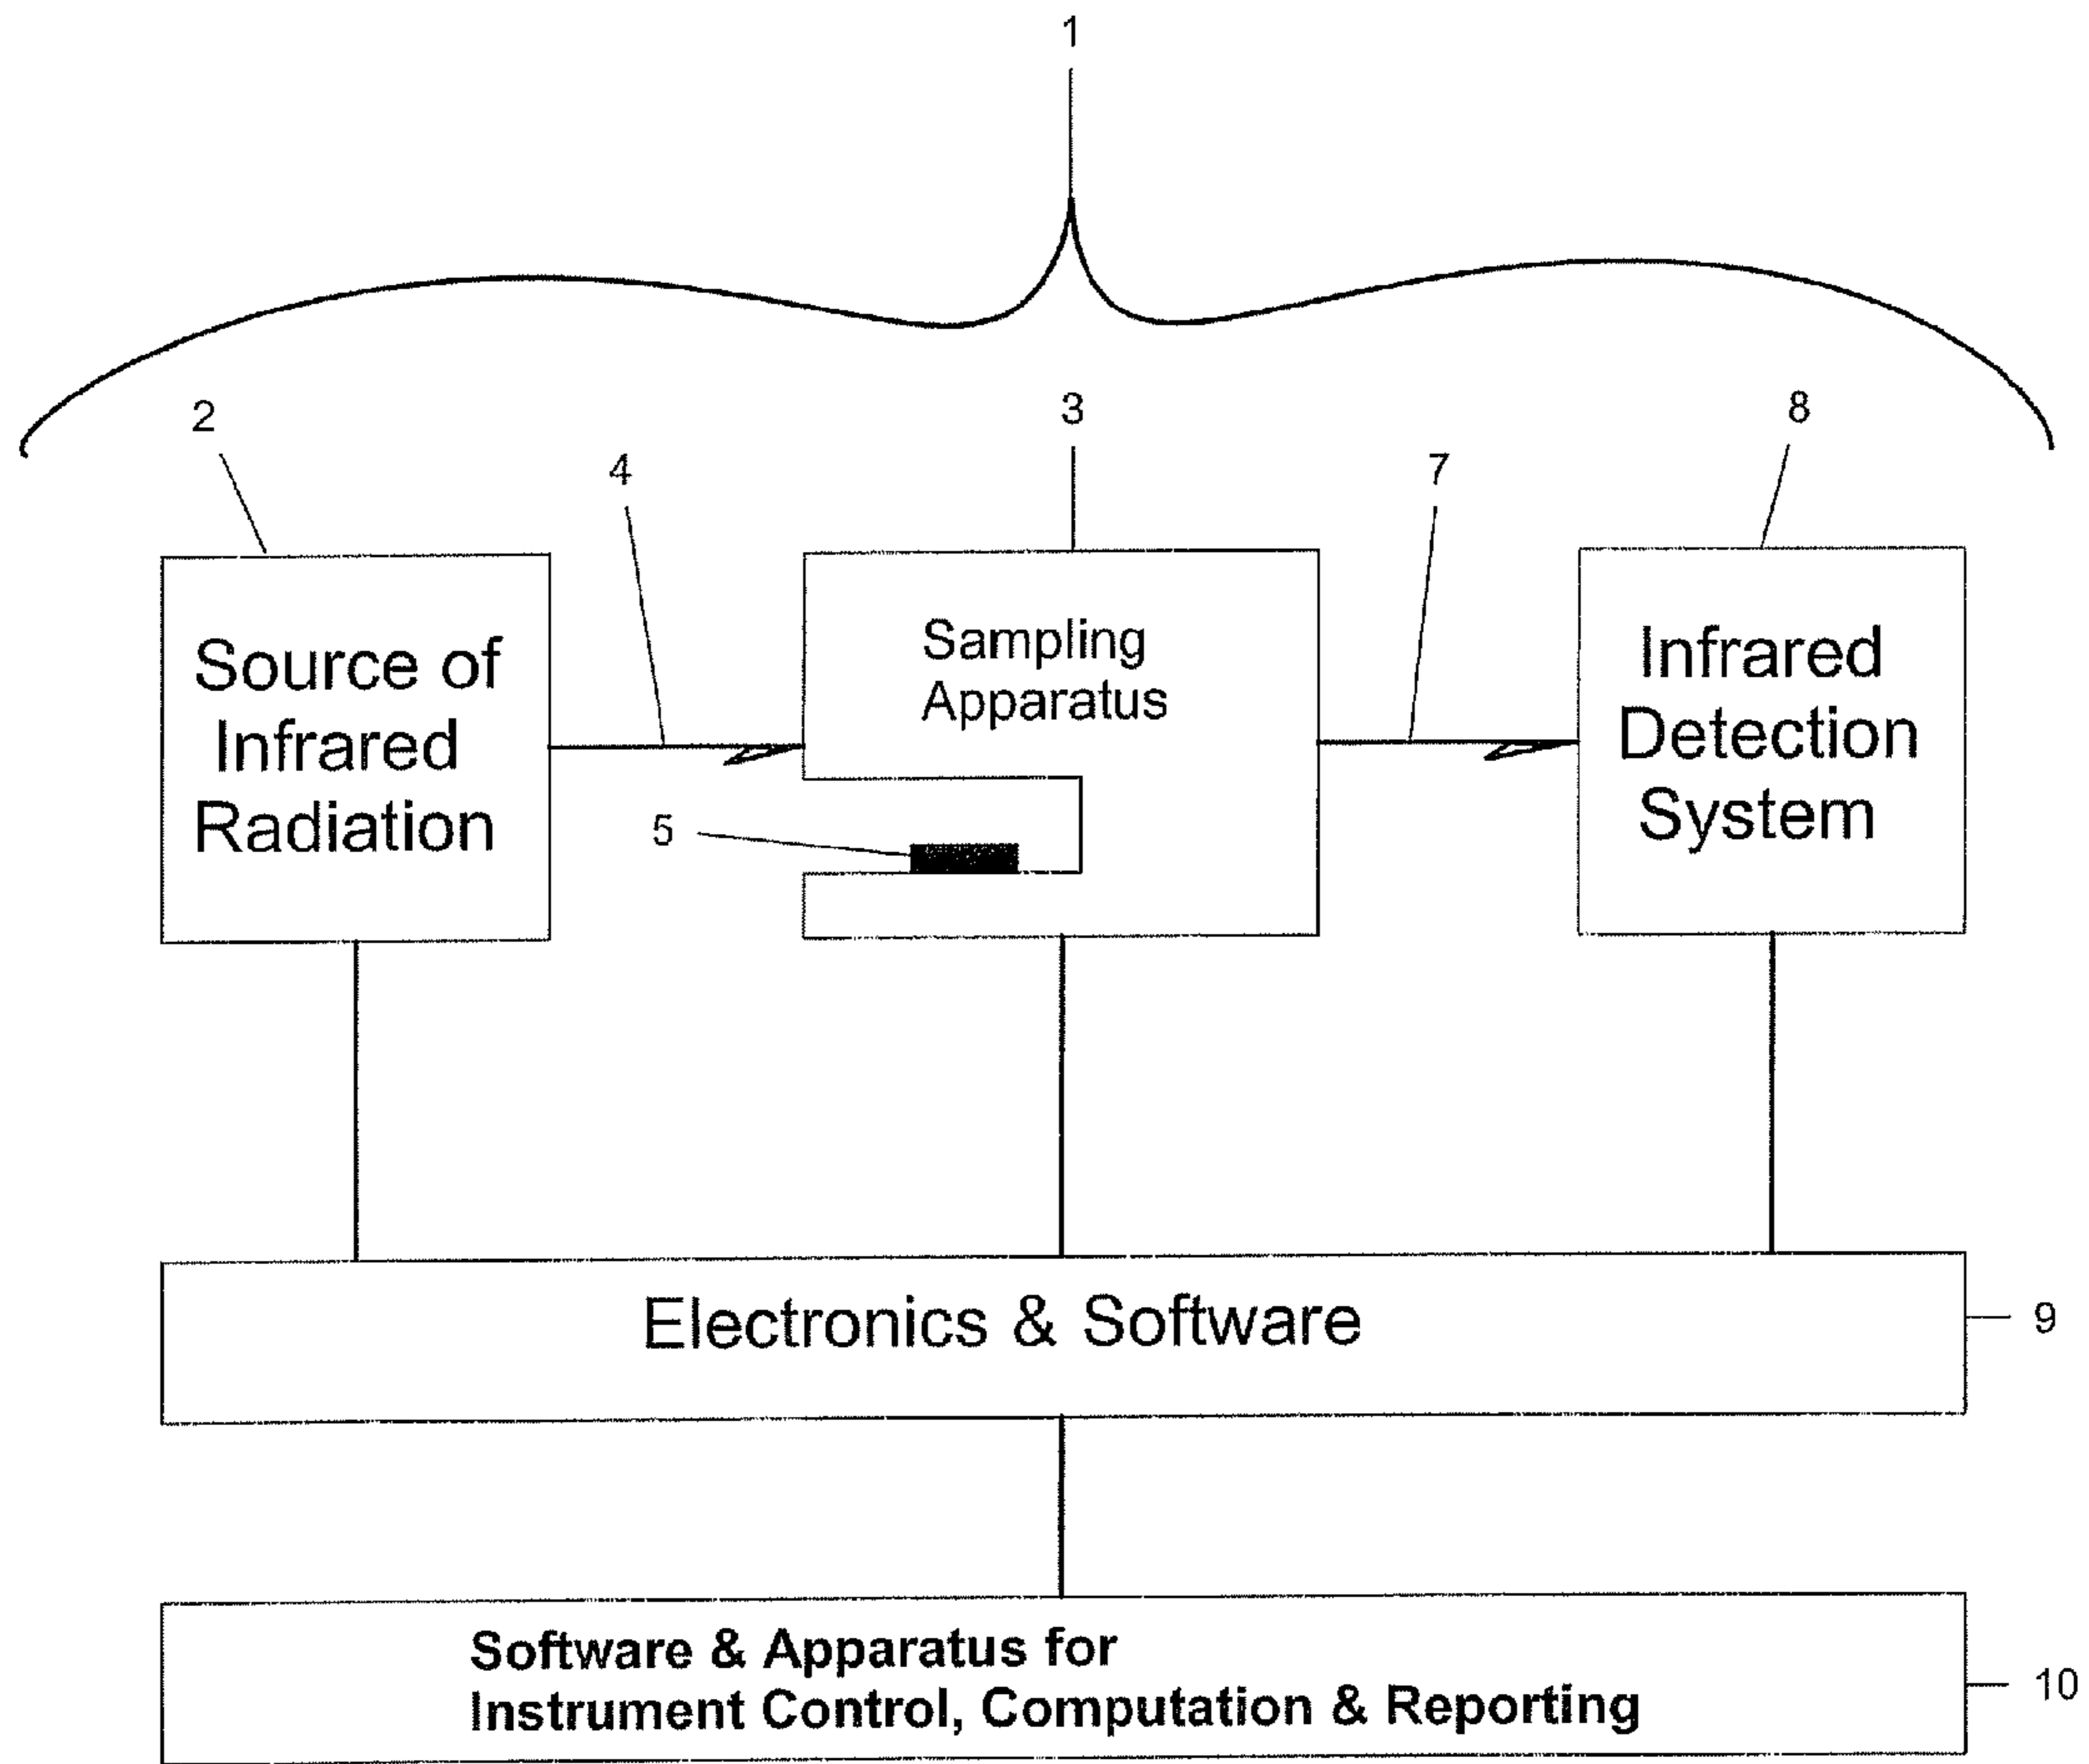 1
2
3
8
4
7
Source of
Infrared
Radiation
Sampling
Apparatus
5
Infrared
Detection
System
Electronics & Software
9
Software & Apparatus for
Instrument Control, Computation & Reporting
10